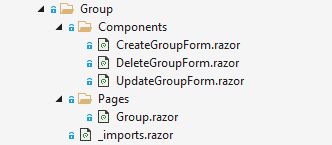 Group
Components
CreateGroupForm.razor
DeleteGroupForm.razor
UpdateGroupForm.razor
Pages
Group.razor
_imports.razor